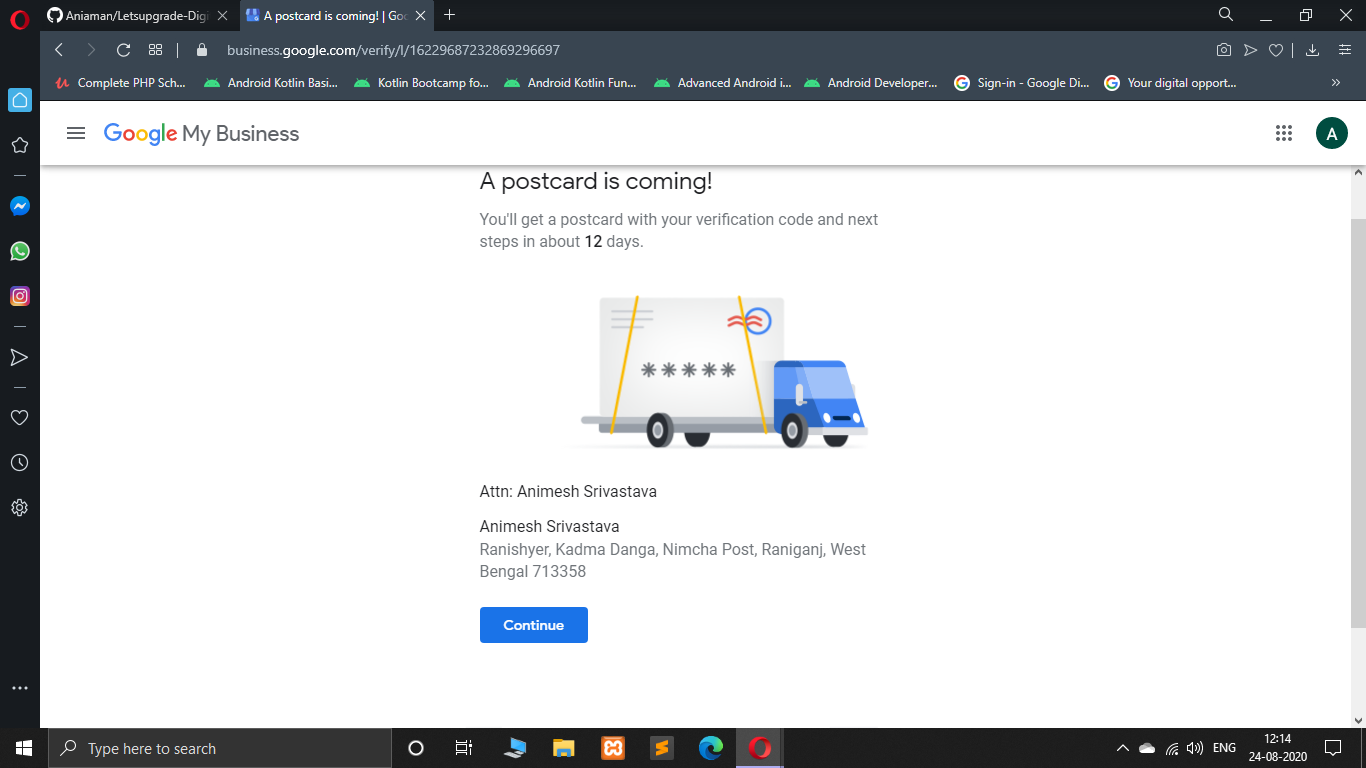 Aniaman/Letsupgrade-Digi
A postcard is coming! | Goo
business.google.com/verify/l/16229687232869296697
Complete PHP Sch...
Android Kotlin Basi...
Kotlin Bootcamp fo...
Android Kotlin Fun...
Advanced Android i...
Android Developer...
Sign-in - Google Di...
Your digital opport...
»
Google My Business
A
A postcard is coming!
You'll get a postcard with your verification code and next
steps in about 12 days.
*****
Attn: Animesh Srivastava
Animesh Srivastava
Ranishyer, Kadma Danga, Nimcha Post, Raniganj, West
Bengal 713358
Continue
Type here to search
ENG
12:14
24-08-2020